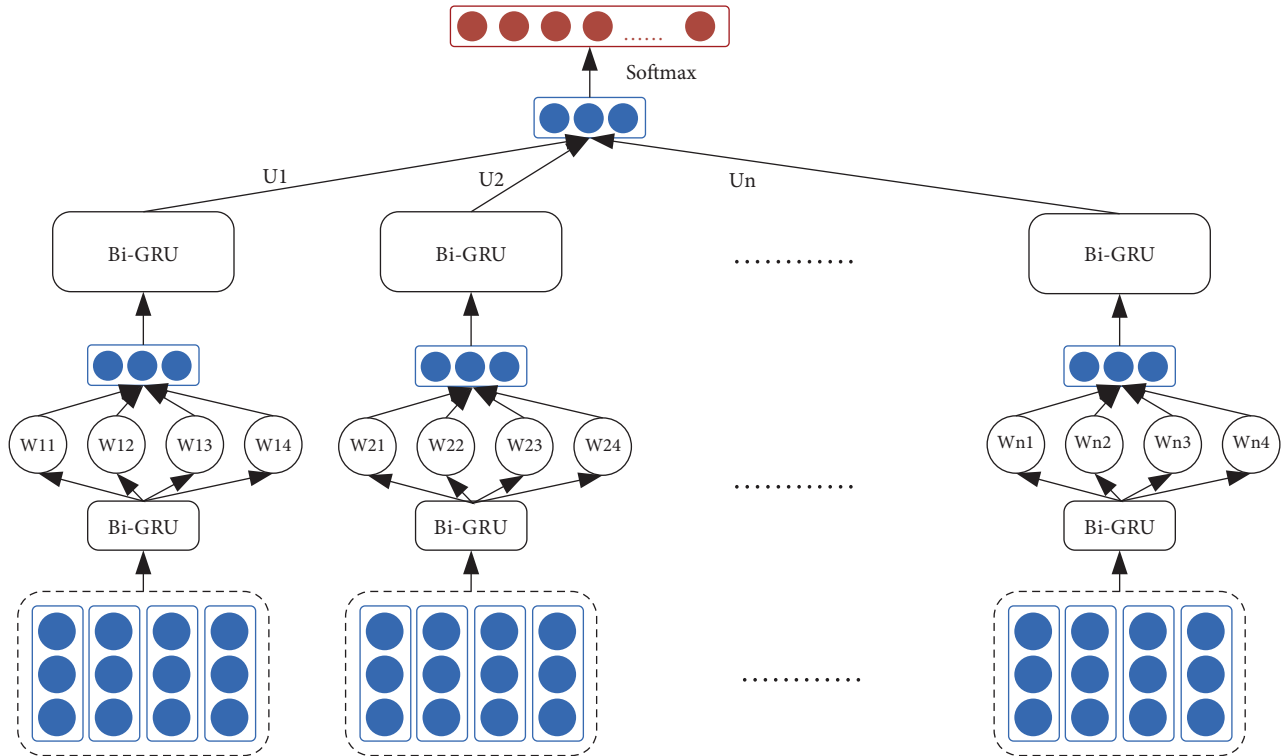 ......
Softmax
U1
U2
Un
Bi-GRU
Bi-GRU
............
Bi-GRU
W11 W12 W13 W14
W21 W22 W23 W24
Wn1 Wn2 Wn3 Wn4
............
Bi-GRU
Bi-GRU
Bi-GRU
............